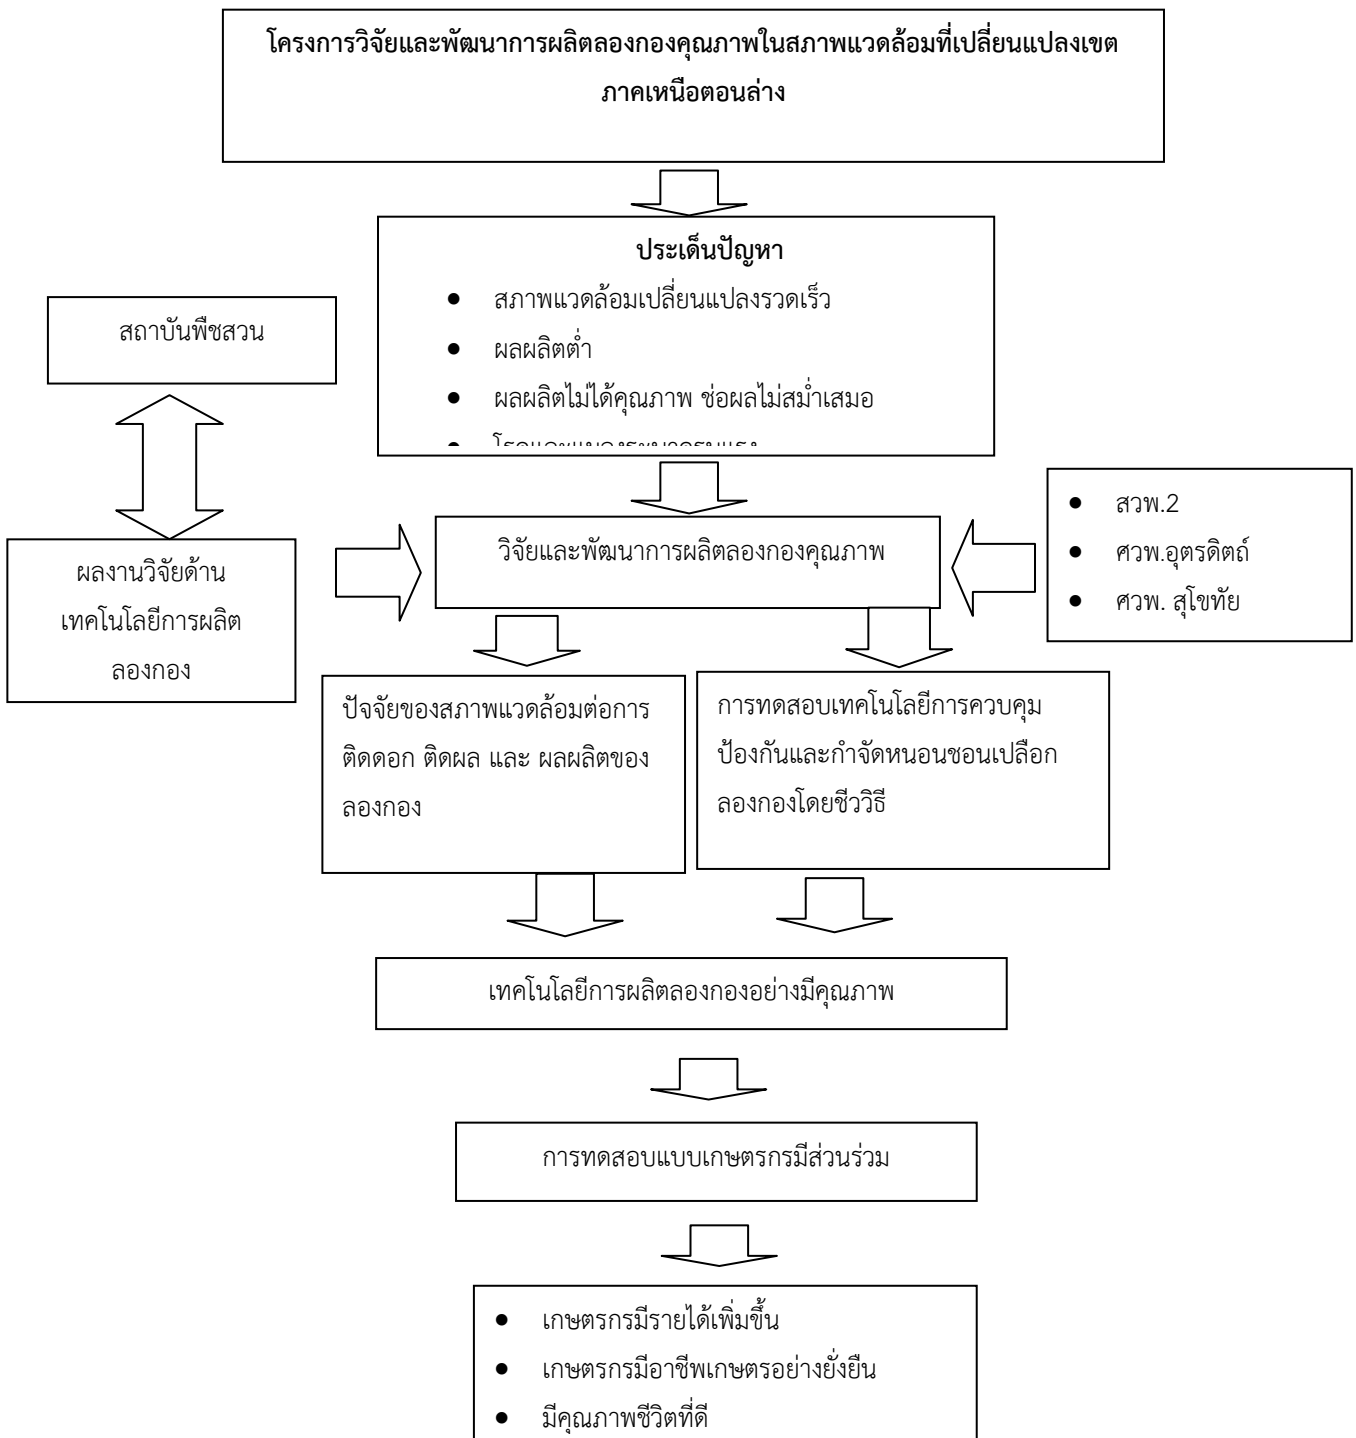 โครงการวิจัยและพัฒนาการผลิตลองกองคุณภาพในสภาพแวดล้อมที่เปลี่ยนแปลงเขต
ภาคเหนือตอนล่าง
ประเด็นปัญหา
● สภาพแวดล้อมเปลี่ยนแปลงรวดเร็ว
● ผลผลิตต่ำ
● ผลผลิตไม่ได้คุณภาพ ช่อผลไม่สม่ำเสมอ
สถาบันพืชสวน
ผลงานวิจัยด้าน
เทคโนโลยีการผลิต
ลองกอง
วิจัยและพัฒนาการผลิตลองกองคุณภาพ
● สวพ.2
● ศวพ.อุตรดิตถ์
● ศวพ. สุโขทัย
ปัจจัยของสภาพแวดล้อมต่อการ
ติดดอก ติดผล และ ผลผลิตของ
ลองกอง
การทดสอบเทคโนโลยีการควบคุม
ป้องกันและกำจัดหนอนชอนเปลือก
ลองกองโดยชีววิธี
เทคโนโลยีการผลิตลองกองอย่างมีคุณภาพ
การทดสอบแบบเกษตรกรมีส่วนร่วม
● เกษตรกรมีรายได้เพิ่มขึ้น
● เกษตรกรมีอาชีพเกษตรอย่างยั่งยืน
● มีคุณภาพชีวิตที่ดี